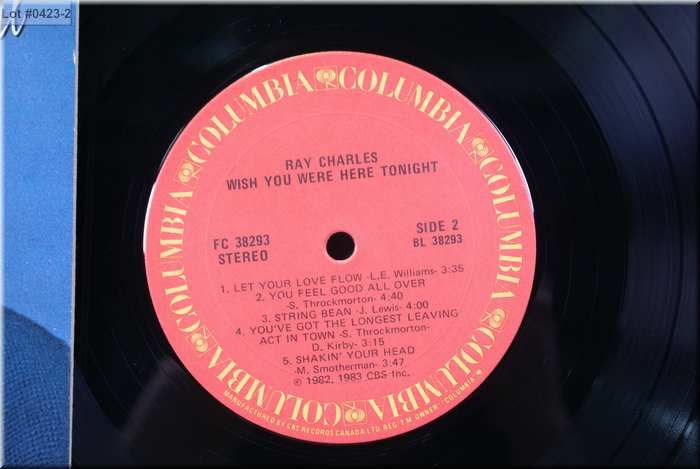 Lot #0423-2
COLUMBIA COLUMBIA COLUMBIA COLUMBIA COLUMBIA COLUMBIA COLUMBIA COLUMBIA
RAY CHARLES
WISH YOU WERE HERE TONIGHT
FC 38293
STEREO
SIDE 2
BL 38293
1. LET YOUR LOVE FLOW -L.E. Williams- 3:35
2. YOU FEEL GOOD ALL OVER
-S. Throckmorton- 4:40
3. STRING BEAN -J. Lewis- 4:00
4. YOU'VE GOT THE LONGEST LEAVING
ACT IN TOWN -S. Throckmorton-
D. Kirby- 3:15
5. SHAKIN' YOUR HEAD
-M. Smotherman- 3:47
℗ 1982, 1983 CBS Inc.
MANUFACTURED BY CBS RECORDS CANADA LTD. REG. T.M. OWNER "COLUMBIA"